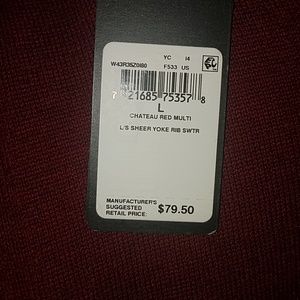 YC I4
W43R35Z0I80 F533 US
7 21685 75357 8
L
CHATEAU RED MULTI
L/S SHEER YOKE RIB SWTR
MANUFACTURER'S
SUGGESTED
RETAIL PRICE: $79.50